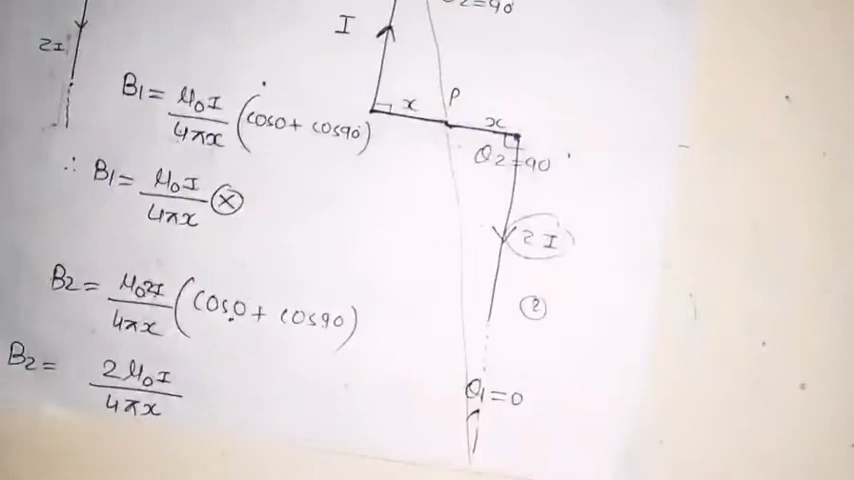 θ2=90
I
2I
B1= μ0I/4πx (cos0+ cos90)
x
P
x
θ2=90
∴ B1= μ0I/4πx ⊗
2I
B2= μ02I/4πx (cos0+ cos90)
②
B2= 2μ0I/4πx
θ1=0